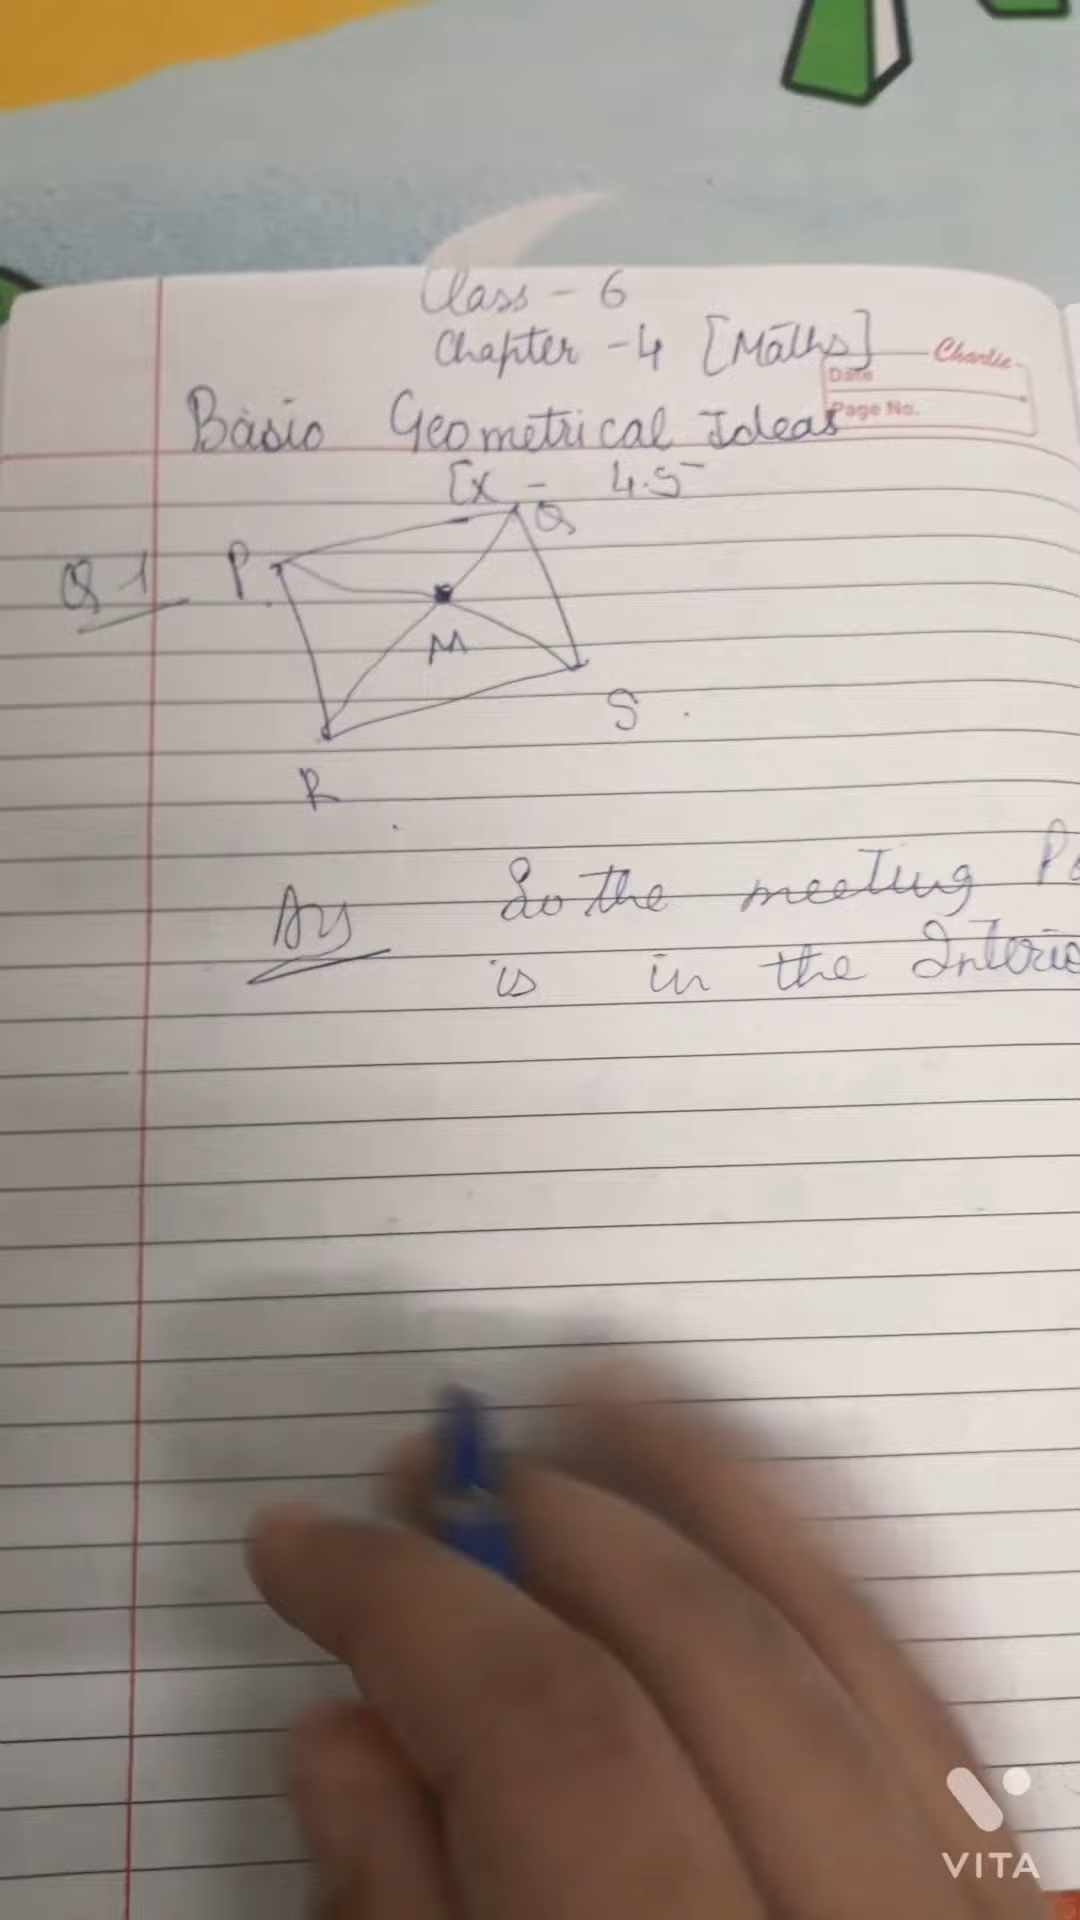 Class - 6
Chapter - 4 [Maths]
Charlie
Date
Page No.
Basic Geometrical Ideas
Ex - 4.5
Q 1
P
Q
M
S
R
Ans So the meeting
is in the
VITA